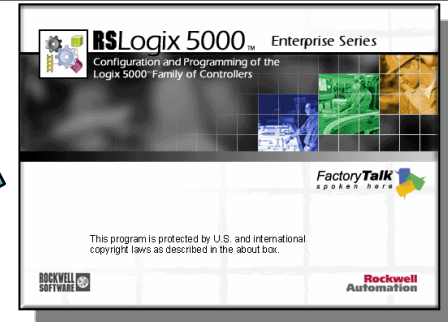 RSLogix 5000™ Enterprise Series
Configuration and Programming of the
Logix 5000™ Family of Controllers
FactoryTalk
spoken here
This program is protected by U.S. and international
copyright laws as described in the about box.
ROCKWELL
SOFTWARE
Rockwell
Automation